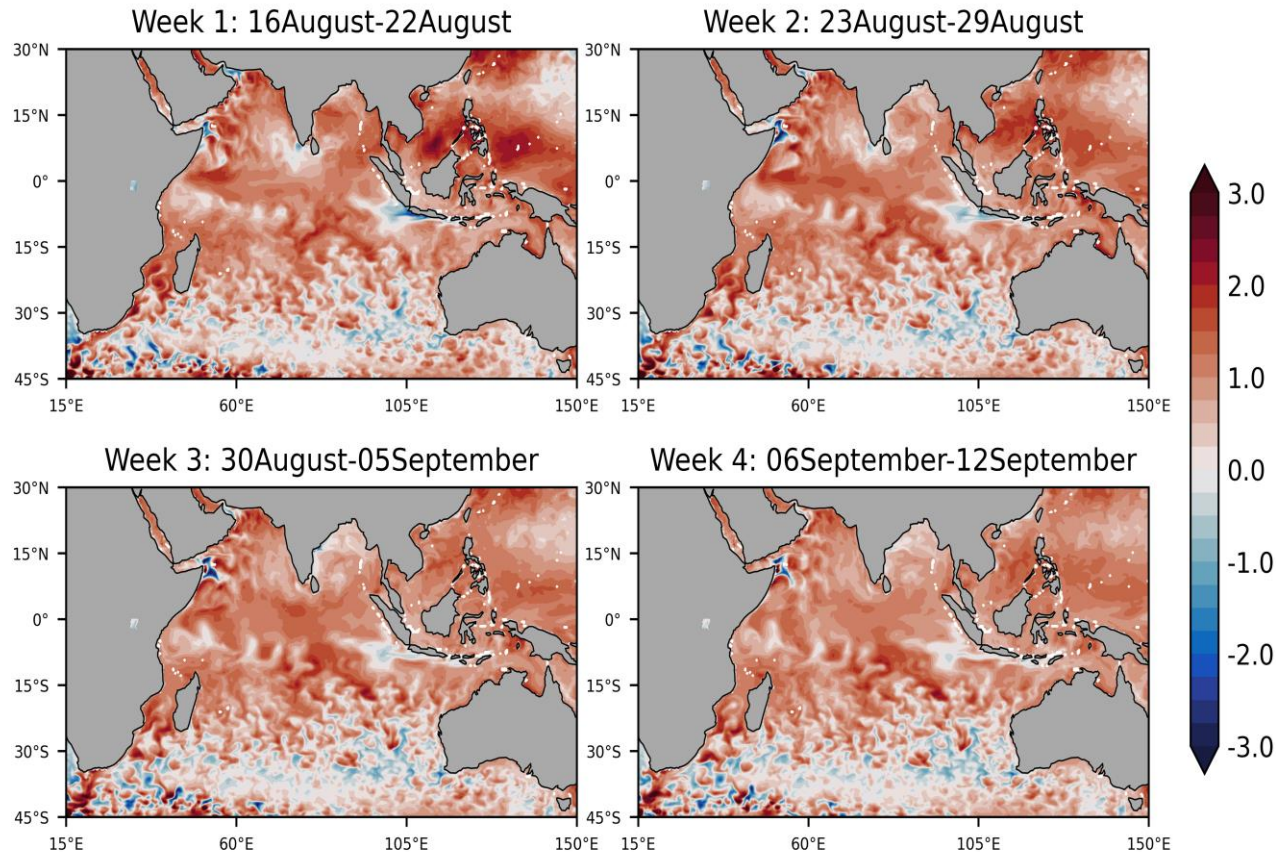 Week 1: 16August-22August
Week 2: 23August-29August
30°N
15°N
0°
15°S
30°S
45°S
15°E
60°E
105°E
150°E
30°N
15°N
0°
15°S
30°S
45°S
15°E
60°E
105°E
150°E
Week 3: 30August-05September
Week 4: 06September-12September
30°N
15°N
0°
15°S
30°S
45°S
15°E
60°E
105°E
150°E
30°N
15°N
0°
15°S
30°S
45°S
15°E
60°E
105°E
150°E
3.0
2.0
1.0
0.0
-1.0
-2.0
-3.0